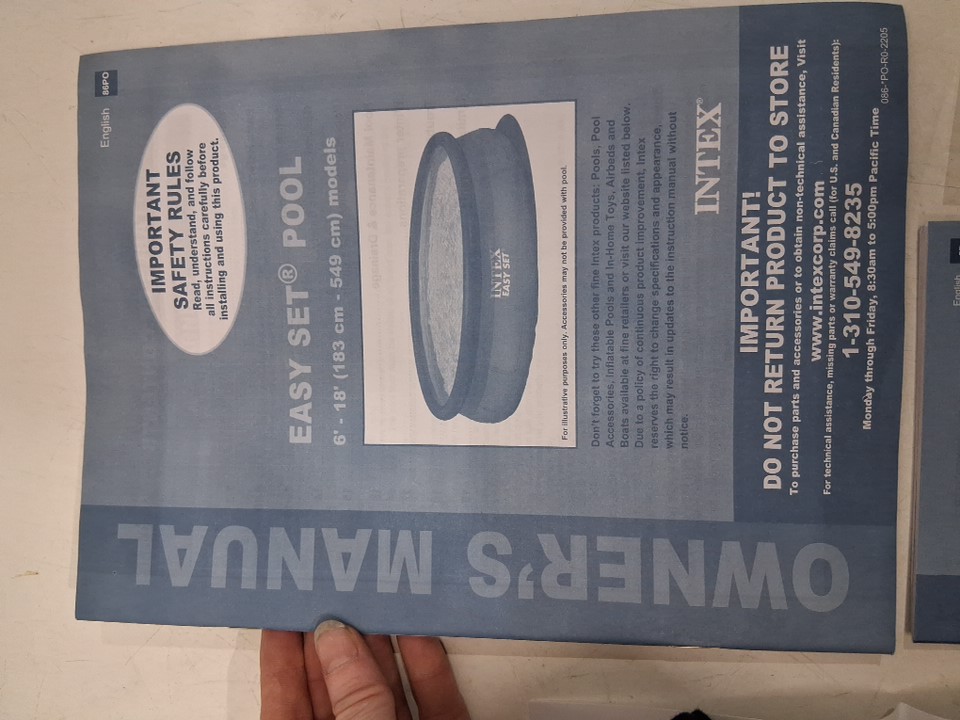 English 86PO
IMPORTANT
SAFETY RULES
Read, understand, and follow
all instructions carefully before
installing and using this product.
EASY SET® POOL
6' - 18' (183 cm - 549 cm) models
INTEX
EASY SET
For illustrative purposes only. Accessories may not be provided with pool.
Don't forget to try these other fine Intex products: Pools, Pool
Accessories, Inflatable Pools and In-Home Toys, Airbeds and
Boats available at fine retailers or visit our website listed below.
Due to a policy of continuous product improvement, Intex
reserves the right to change specifications and appearance,
which may result in updates to the instruction manual without
notice.
INTEX®
OWNER'S MANUAL
IMPORTANT!
DO NOT RETURN PRODUCT TO STORE
To purchase parts and accessories or to obtain non-technical assistance, Visit
www.intexcorp.com
For technical assistance, missing parts or warranty claims call (for U.S. and Canadian Residents):
1-310-549-8235
Monday through Friday, 8:30am to 5:00pm Pacific Time
086-*PO-R0-2205
English